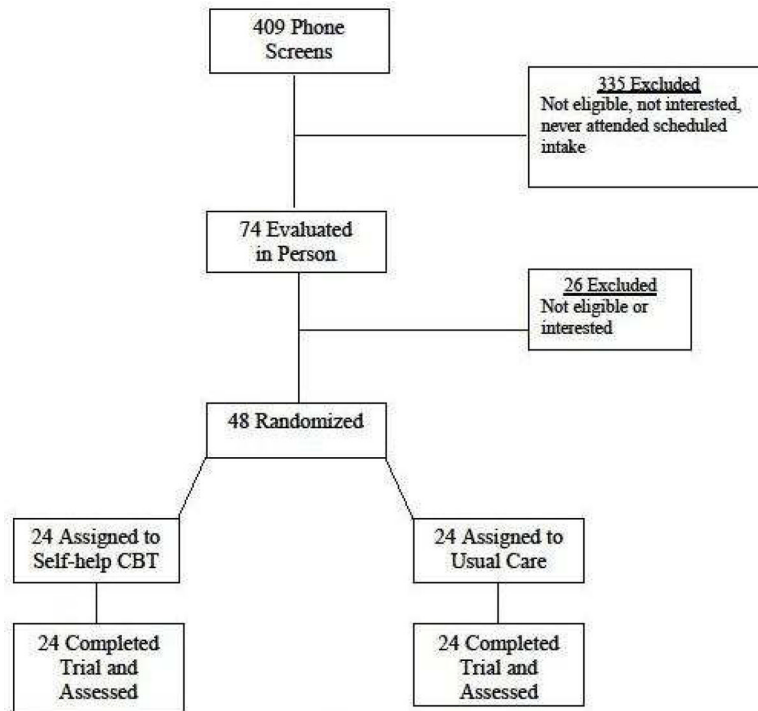 409 Phone
Screens
335 Excluded
Not eligible, not interested,
never attended scheduled
intake
74 Evaluated
in Person
26 Excluded
Not eligible or
interested
48 Randomized
24 Assigned to
Self-help CBT
24 Assigned to
Usual Care
24 Completed
Trial and
Assessed
24 Completed
Trial and
Assessed